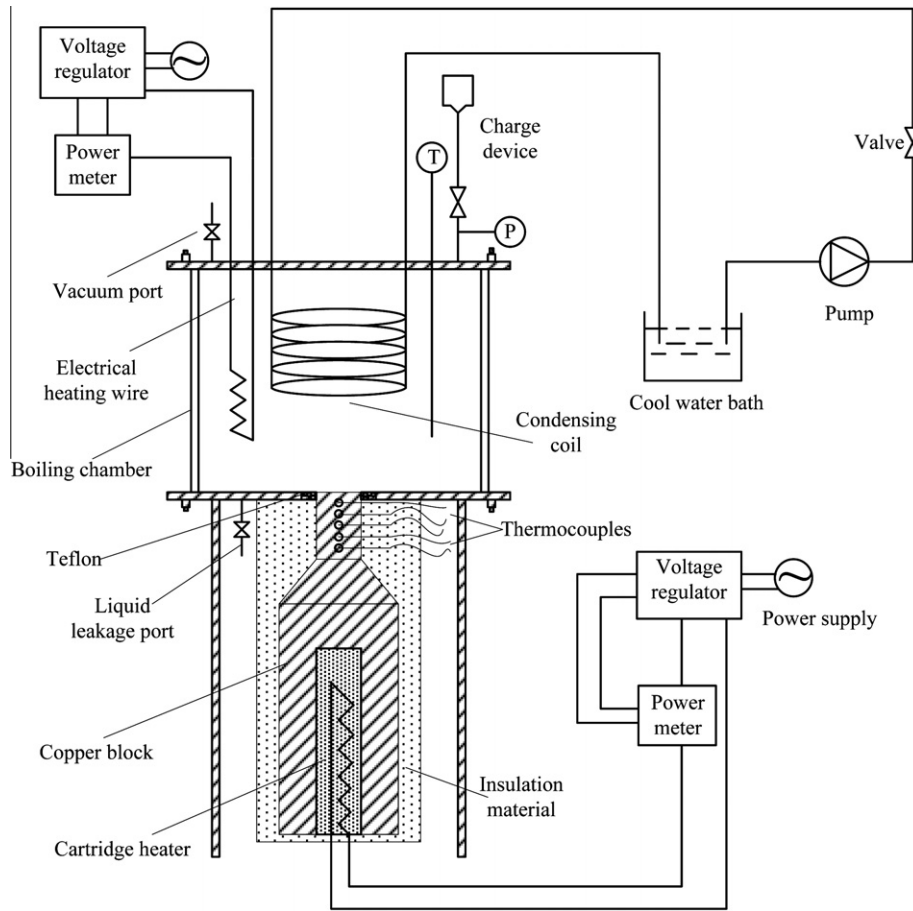 Voltage
regulator
Power
meter
Charge
device
T
P
Valve
Vacuum port
Pump
Electrical
heating wire
Cool water bath
Condensing
coil
Boiling chamber
Thermocouples
Teflon
Liquid
leakage port
Voltage
regulator
Power supply
Power
meter
Copper block
Insulation
material
Cartridge heater